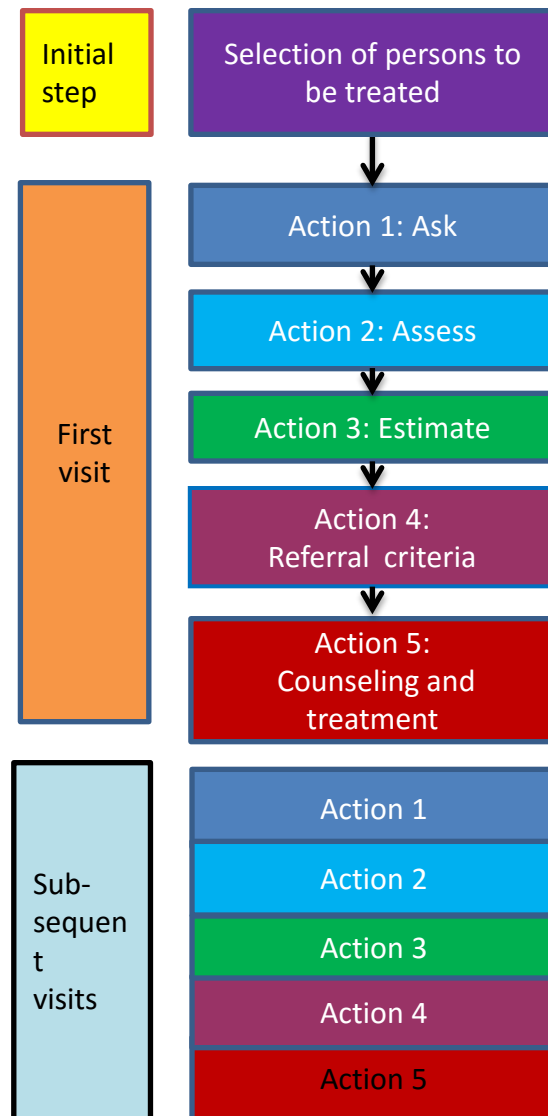 Initial
step
Selection of persons to
be treated
First
visit
Action 1: Ask
Action 2: Assess
Action 3: Estimate
Action 4:
Referral  criteria
Action 5:
Counseling and
treatment
Sub-
sequen
t
visits
Action 1
Action 2
Action 3
Action 4
Action 5